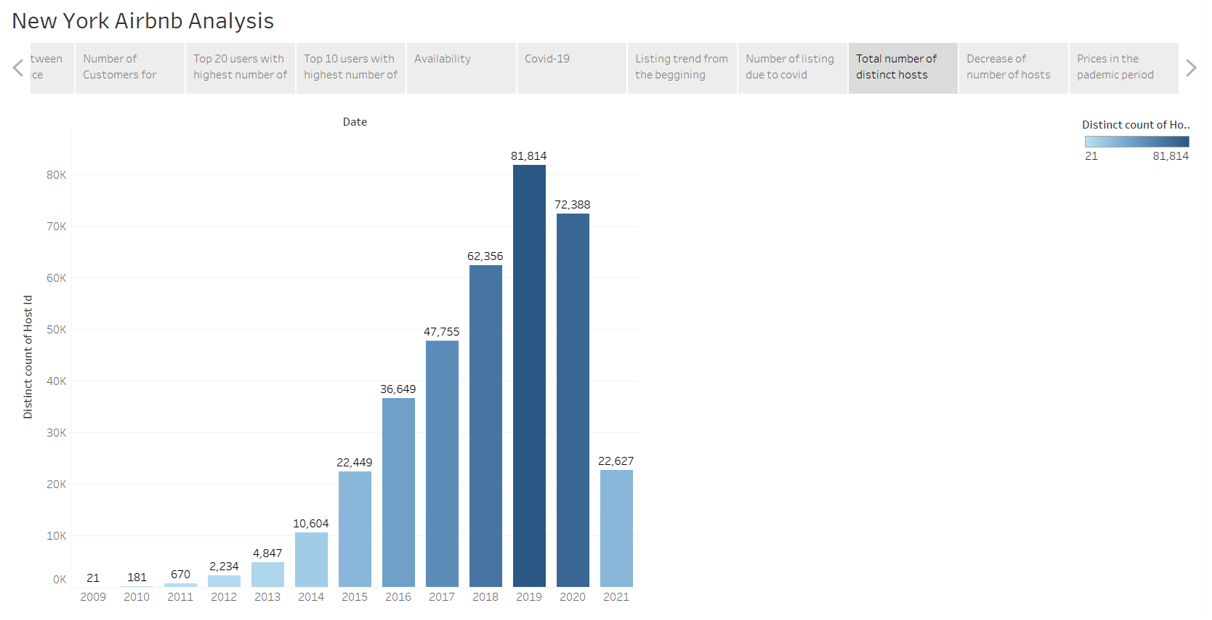 New York Airbnb Analysis
tween
ce
Number of
Customers for
Top 20 users with
highest number of
Top 10 users with
highest number of
Availability
Covid-19
Listing trend from
the beggining
Number of listing
due to covid
Total number of
distinct hosts
Decrease of
number of hosts
Prices in the
pademic period
Date
Distinct count of Ho..
21 81,814
Distinct count of Host Id
80K
70K
60K
50K
40K
30K
20K
10K
0K
21
181
670
2,234
4,847
10,604
22,449
36,649
47,755
62,356
81,814
72,388
22,627
2009 2010 2011 2012 2013 2014 2015 2016 2017 2018 2019 2020 2021